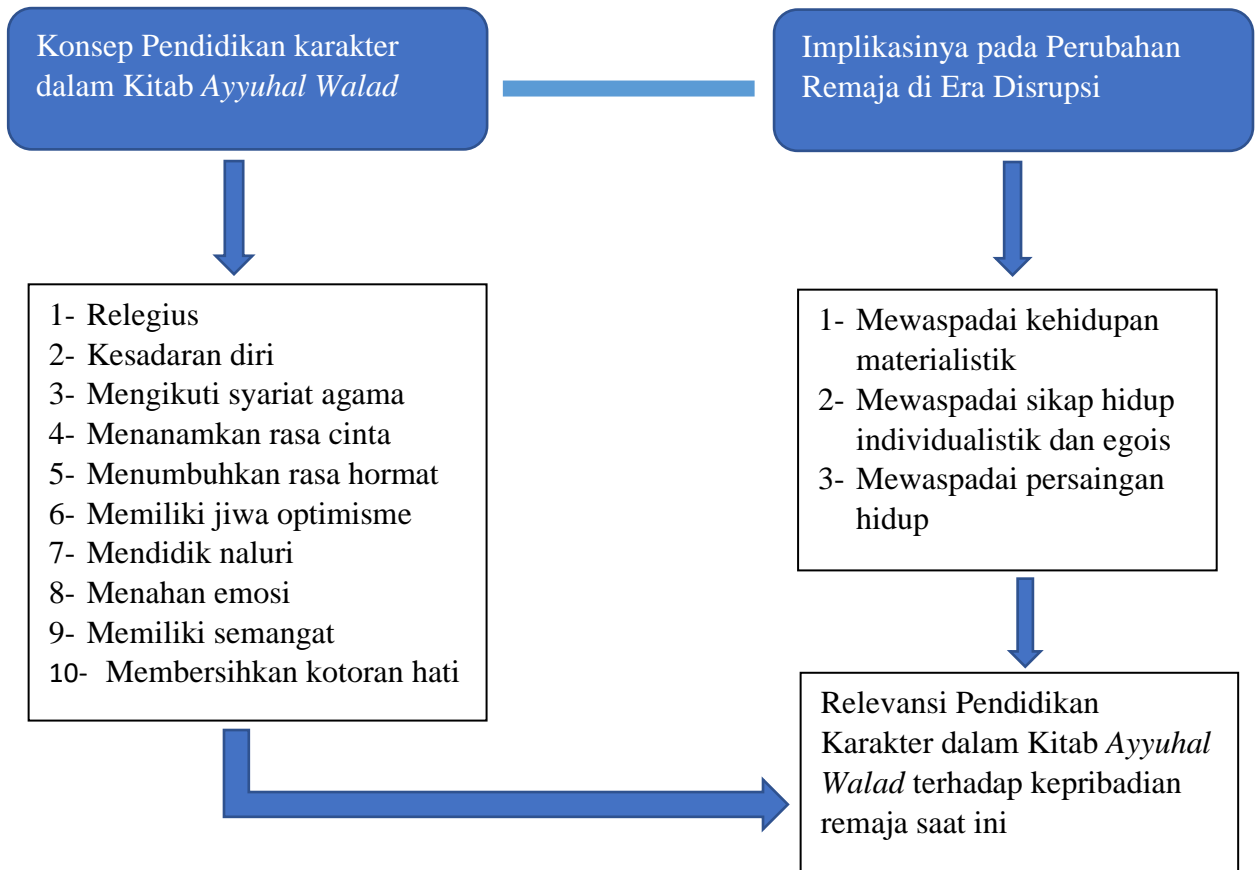 Konsep Pendidikan karakter
dalam Kitab Ayyuhal Walad
Implikasinya pada Perubahan
Remaja di Era Disrupsi
1- Relegius
2- Kesadaran diri
3- Mengikuti syariat agama
4- Menanamkan rasa cinta
5- Menumbuhkan rasa hormat
6- Memiliki jiwa optimisme
7- Mendidik naluri
8- Menahan emosi
9- Memiliki semangat
10- Membersihkan kotoran hati
1- Mewaspadai kehidupan
materialistik
2- Mewaspadai sikap hidup
individualistik dan egois
3- Mewaspadai persaingan
hidup
Relevansi Pendidikan
Karakter dalam Kitab Ayyuhal
Walad terhadap kepribadian
remaja saat ini